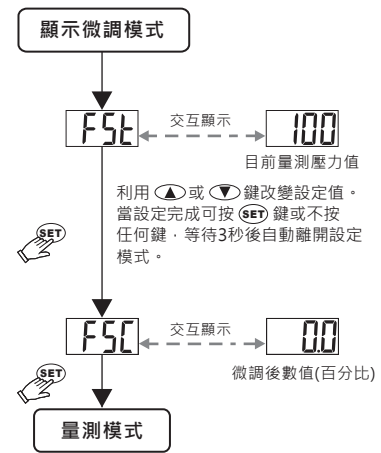 顯示微調模式
FSt
交互顯示
100
目前量測壓力值
利用 ▲ 或 ▼ 鍵改變設定值。
當設定完成可按 SET 鍵或不按
任何鍵，等待3秒後自動離開設定
模式。
SET
FSC
交互顯示
0.0
微調後數值(百分比)
SET
量測模式